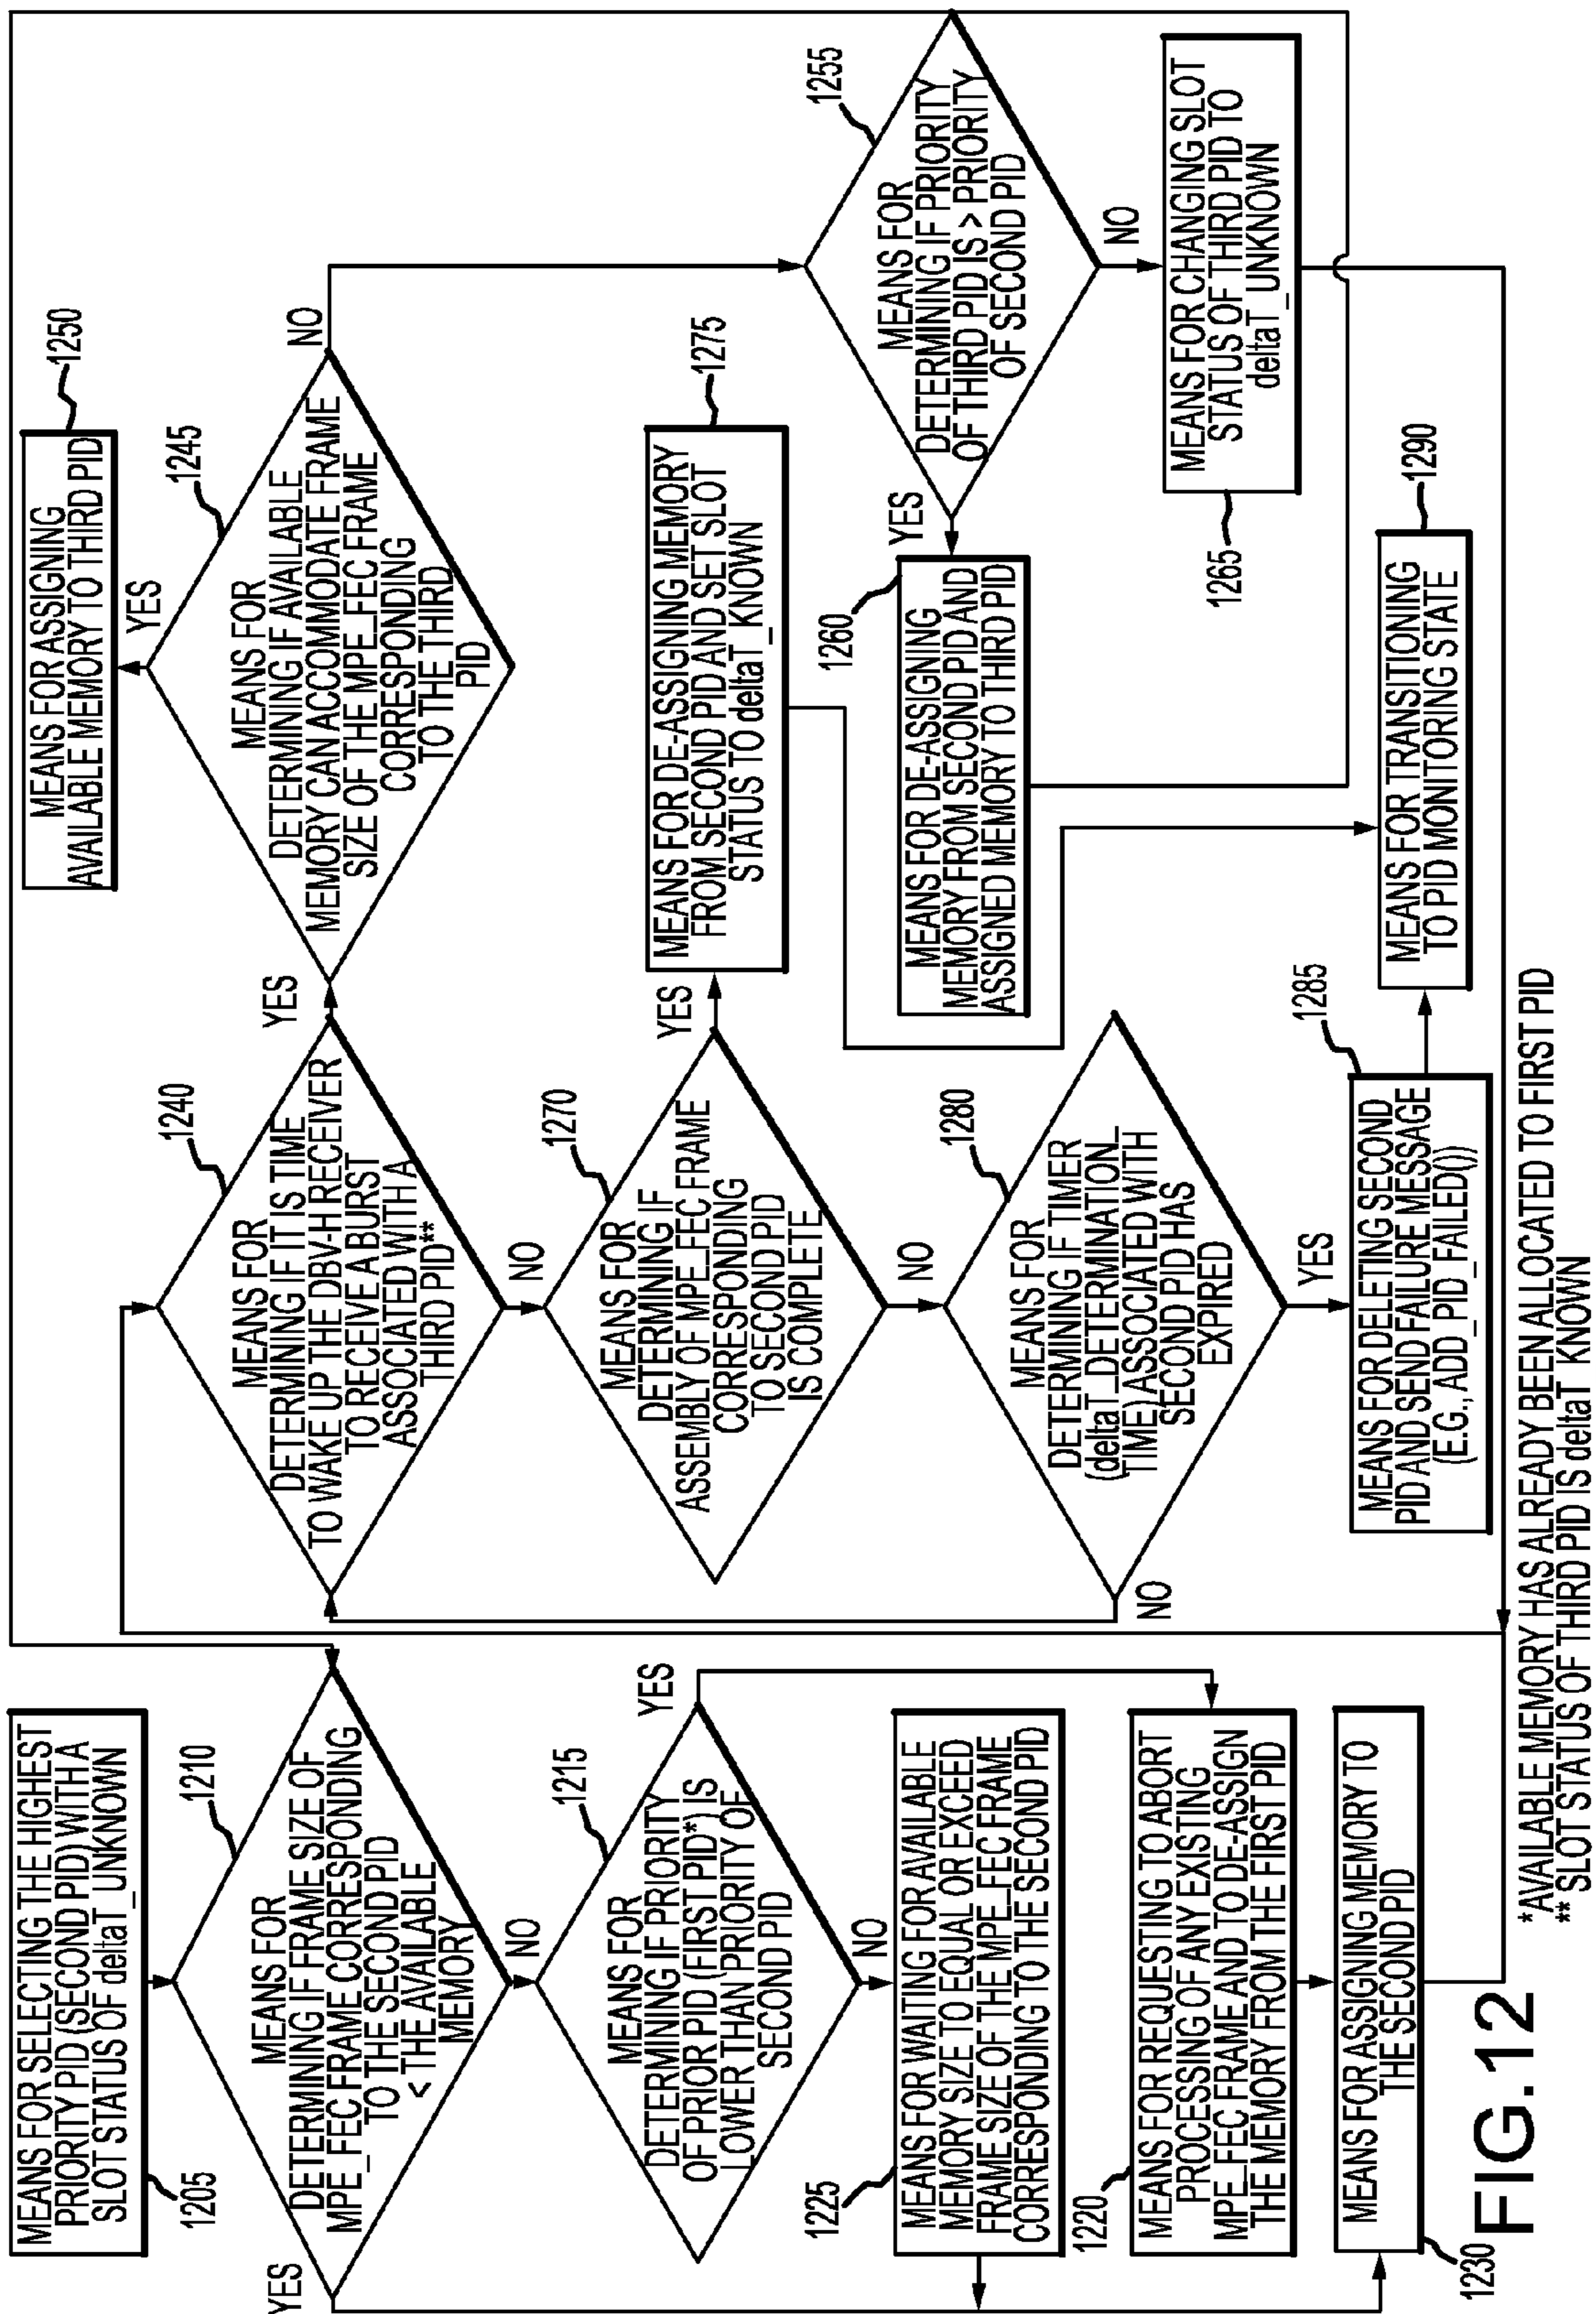 MEANS FOR SELECTING THE HIGHEST
PRIORITY PID (SECOND PID) WITH A
SLOT STATUS OF deltaT_UNKNOWN
1205
1210
MEANS FOR
DETERMINING IF FRAME SIZE OF
MPE_FEC FRAME CORRESPONDING
TO THE SECOND PID
< THE AVAILABLE
MEMORY
YES
NO
1215
MEANS FOR
DETERMINING IF PRIORITY
OF PRIOR PID (FIRST PID*) IS
LOWER THAN PRIORITY OF
SECOND PID
YES
NO
MEANS FOR WAITING FOR AVAILABLE
MEMORY SIZE TO EQUAL OR EXCEED
FRAME SIZE OF THE MPE_FEC FRAME
CORRESPONDING TO THE SECOND PID
1225
1220
MEANS FOR REQUESTING TO ABORT
PROCESSING OF ANY EXISTING
MPE_FEC FRAME AND TO DE-ASSIGN
THE MEMORY FROM THE FIRST PID
MEANS FOR ASSIGNING MEMORY TO
THE SECOND PID
1230
1240
MEANS FOR
DETERMINING IF IT IS TIME
TO WAKE UP THE DBV-H RECEIVER
TO RECEIVE A BURST
ASSOCIATED WITH A
THIRD PID**
YES
NO
1270
MEANS FOR
DETERMINING IF
ASSEMBLY OF MPE_FEC FRAME
CORRESPONDING
TO SECOND PID
IS COMPLETE
YES
NO
1280
MEANS FOR
DETERMINING IF TIMER
(deltaT_DETERMINATION_
TIME) ASSOCIATED WITH
SECOND PID HAS
EXPIRED
NO
YES
1285
MEANS FOR DELETING SECOND
PID AND SEND FAILURE MESSAGE
(E.G., ADD_PID_FAILED())
MEANS FOR ASSIGNING
AVAILABLE MEMORY TO THIRD PID
1250
YES
1245
MEANS FOR
DETERMINING IF AVAILABLE
MEMORY CAN ACCOMMODATE FRAME
SIZE OF THE MPE_FEC FRAME
CORRESPONDING
TO THE THIRD
PID
NO
MEANS FOR DE-ASSIGNING MEMORY
FROM SECOND PID AND SET SLOT
STATUS TO deltaT_KNOWN
1275
1255
MEANS FOR
DETERMINING IF PRIORITY
OF THIRD PID IS > PRIORITY
OF SECOND PID
YES
NO
1260
MEANS FOR DE-ASSIGNING
MEMORY FROM SECOND PID AND
ASSIGNED MEMORY TO THIRD PID
MEANS FOR CHANGING SLOT
STATUS OF THIRD PID TO
deltaT_UNKNOWN
1265
MEANS FOR TRANSITIONING
TO PID MONITORING STATE
1290
*AVAILABLE MEMORY HAS ALREADY BEEN ALLOCATED TO FIRST PID
** SLOT STATUS OF THIRD PID IS deltaT_KNOWN
FIG.12